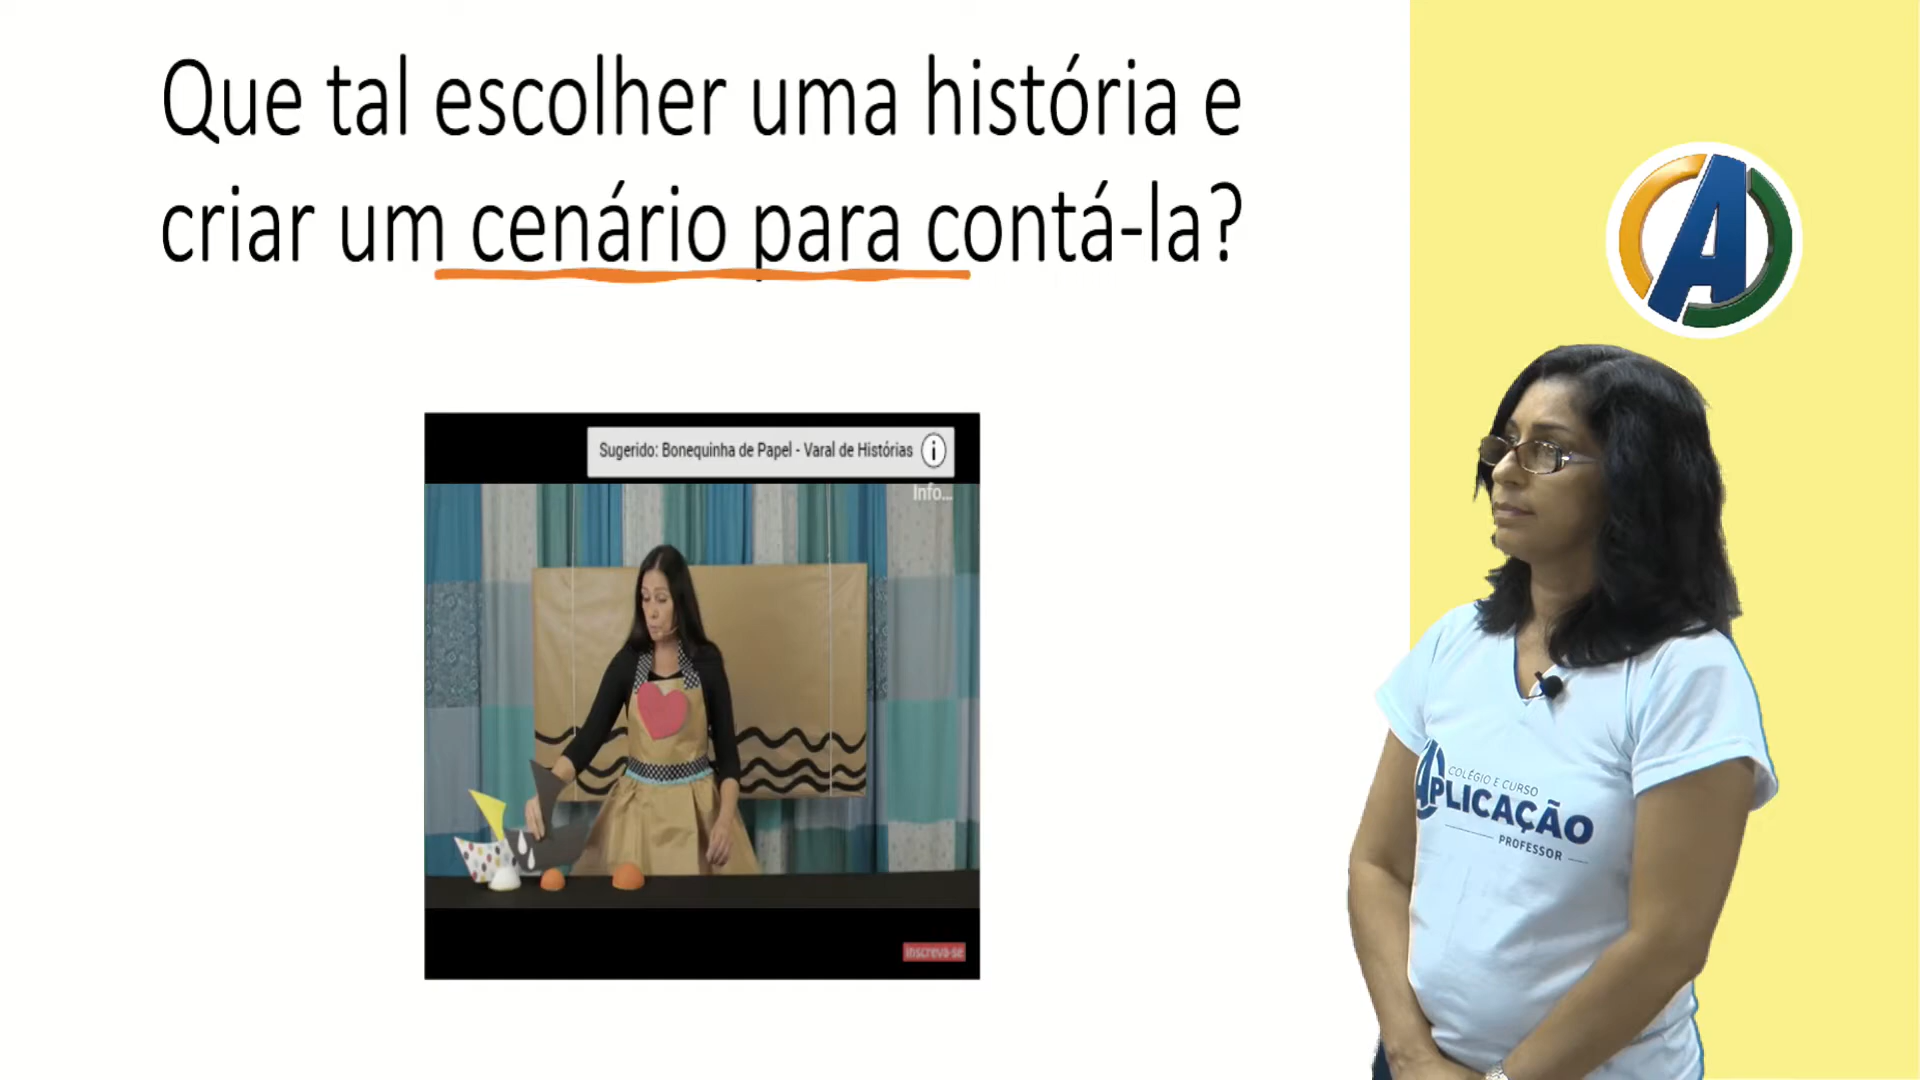 Que tal escolher uma história e
criar um cenário para contá-la?
Sugerido: Bonequinha de Papel - Varal de Histórias
Info...
inscreva-se
COLÉGIO E CURSO
APLICAÇÃO
PROFESSOR